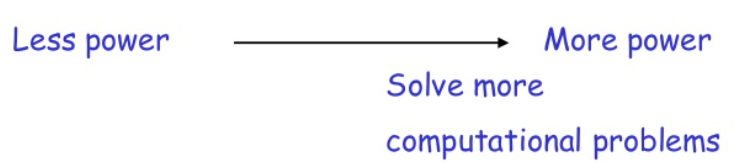 Less power More power
Solve more
computational problems